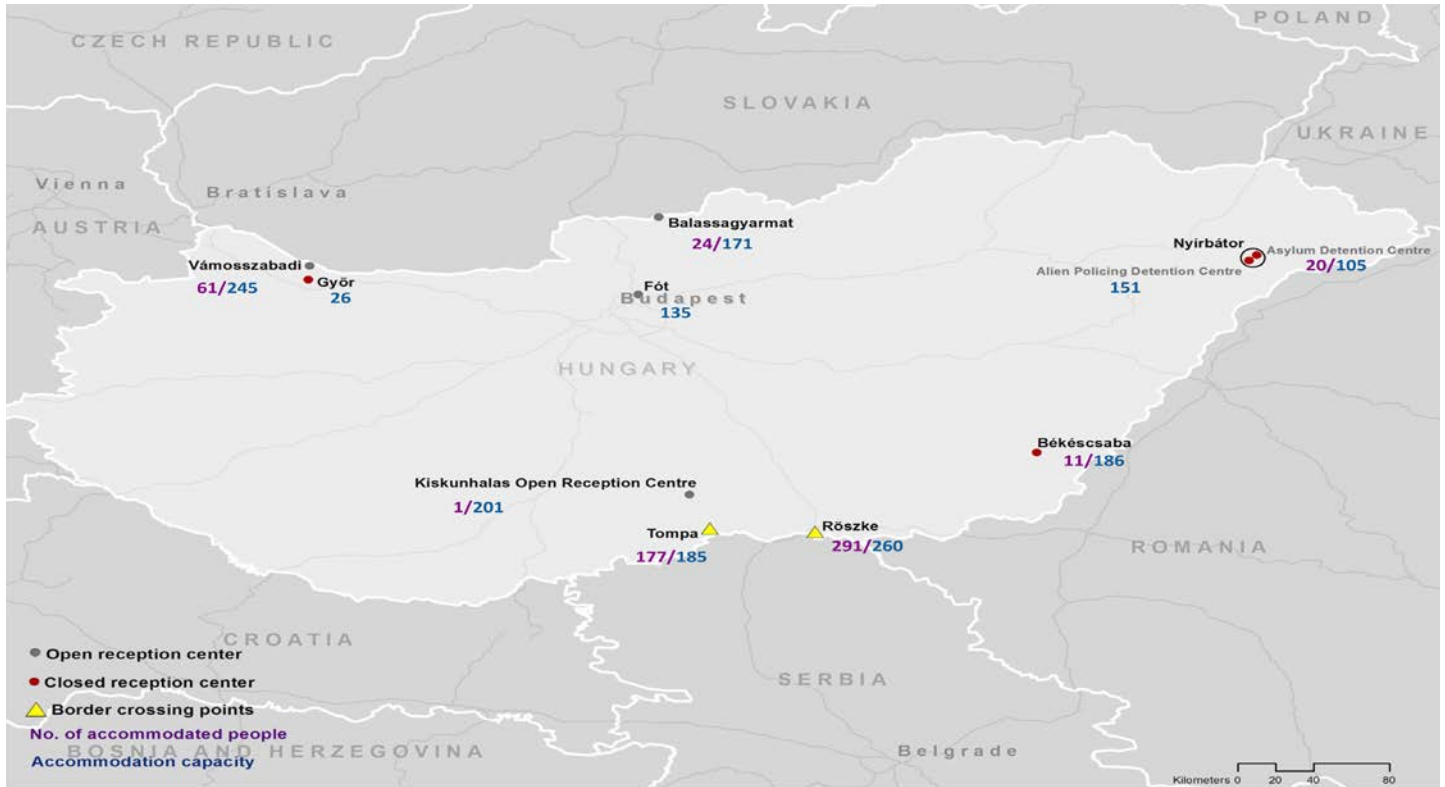 POLAND
CZECH REPUBLIC
SLOVAKIA
UKRAINE
Vienna
Bratislava
AUSTRIA
Balassagyarmat
24/171
Nyírbátor
Asylum Detention Centre
20/105
Alien Policing Detention Centre
151
Vámosszabadi
61/245
Győr
26
Fót
Budapest
135
HUNGARY
Békéscsaba
11/186
Kiskunhalas Open Reception Centre
1/201
Tompa
177/185
Röszke
291/260
ROMANIA
CROATIA
SERBIA
Open reception center
Closed reception center
Border crossing points
No. of accommodated people
BOSNIA AND HERZEGOVINA
Accommodation capacity
Belgrade
Kilometers 0 20 40 80